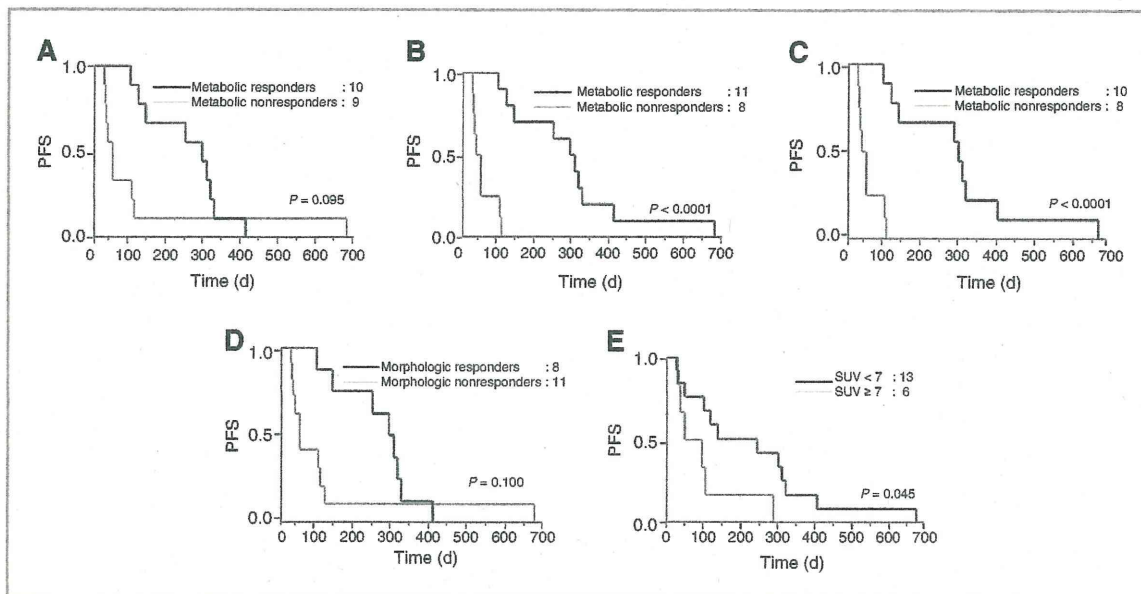 A
1.0
0.5
0.0
PFS
Metabolic responders : 10
Metabolic nonresponders : 9
P = 0.095
0 100 200 300 400 500 600 700
Time (d)
B
1.0
0.5
0.0
PFS
Metabolic responders : 11
Metabolic nonresponders : 8
P < 0.0001
0 100 200 300 400 500 600 700
Time (d)
C
1.0
0.5
0.0
PFS
Metabolic responders : 10
Metabolic nonresponders : 8
P < 0.0001
0 100 200 300 400 500 600 700
Time (d)
D
1.0
0.5
0.0
PFS
Morphologic responders : 8
Morphologic nonresponders : 11
P = 0.100
0 100 200 300 400 500 600 700
Time (d)
E
1.0
0.5
0.0
PFS
SUV < 7 : 13
SUV ≥ 7 : 6
P = 0.045
0 100 200 300 400 500 600 700
Time (d)